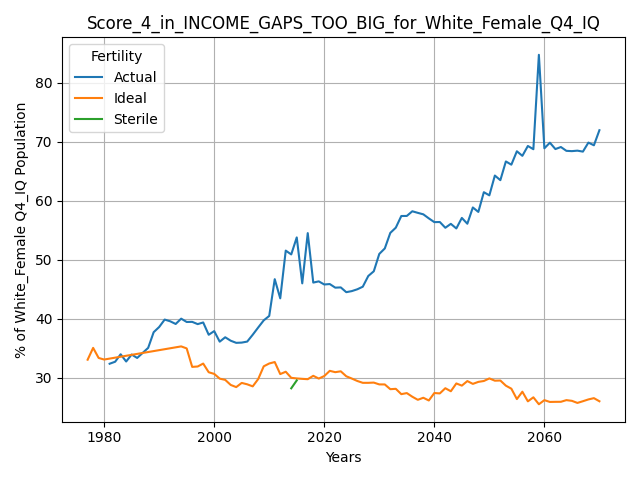 Score_4_in_INCOME_GAPS_TOO_BIG_for_White_Female_Q4_IQ
Fertility
Actual
Ideal
Sterile
% of White_Female Q4_IQ Population
80
70
60
50
40
30
1980
2000
2020
2040
2060
Years